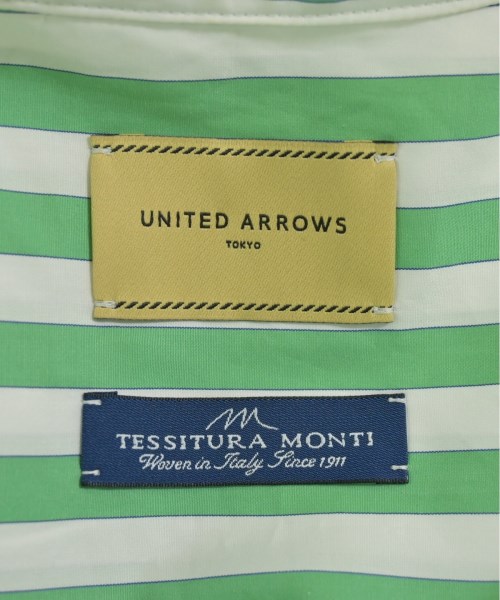 UNITED ARROWS
TOKYO
TESSITURA MONTI
Woven in Italy Since 1911